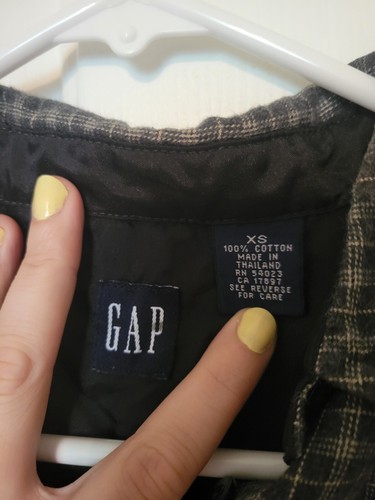 XS
100% COTTON
MADE IN
THAILAND
RN 54023
CA 17897
SEE REVERSE
FOR CARE
GAP